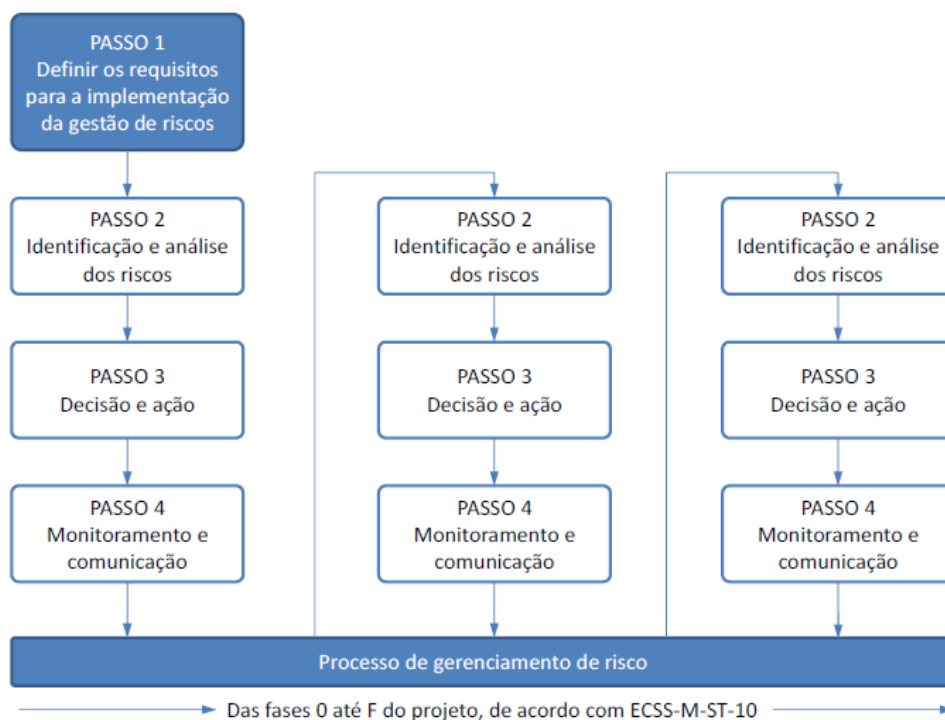 PASSO 1
Definir os requisitos
para a implementação
da gestão de riscos
PASSO 2
Identificação e análise
dos riscos
PASSO 3
Decisão e ação
PASSO 4
Monitoramento e
comunicação
PASSO 2
Identificação e análise
dos riscos
PASSO 3
Decisão e ação
PASSO 4
Monitoramento e
comunicação
PASSO 2
Identificação e análise
dos riscos
PASSO 3
Decisão e ação
PASSO 4
Monitoramento e
comunicação
Processo de gerenciamento de risco
Das fases 0 até F do projeto, de acordo com ECSS-M-ST-10